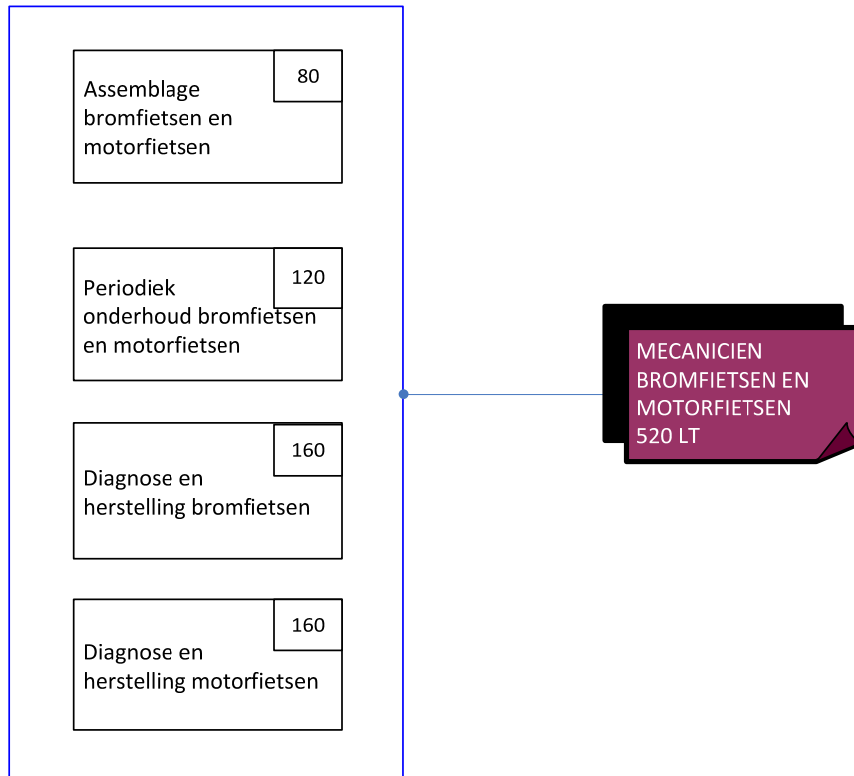 80
Assemblage
bromfietsen en
motorfietsen
120
Periodiek
onderhoud bromfietsen
en motorfietsen
160
Diagnose en
herstelling bromfietsen
160
Diagnose en
herstelling motorfietsen
MECANICIEN
BROMFIETSEN EN
MOTORFIETSEN
520 LT